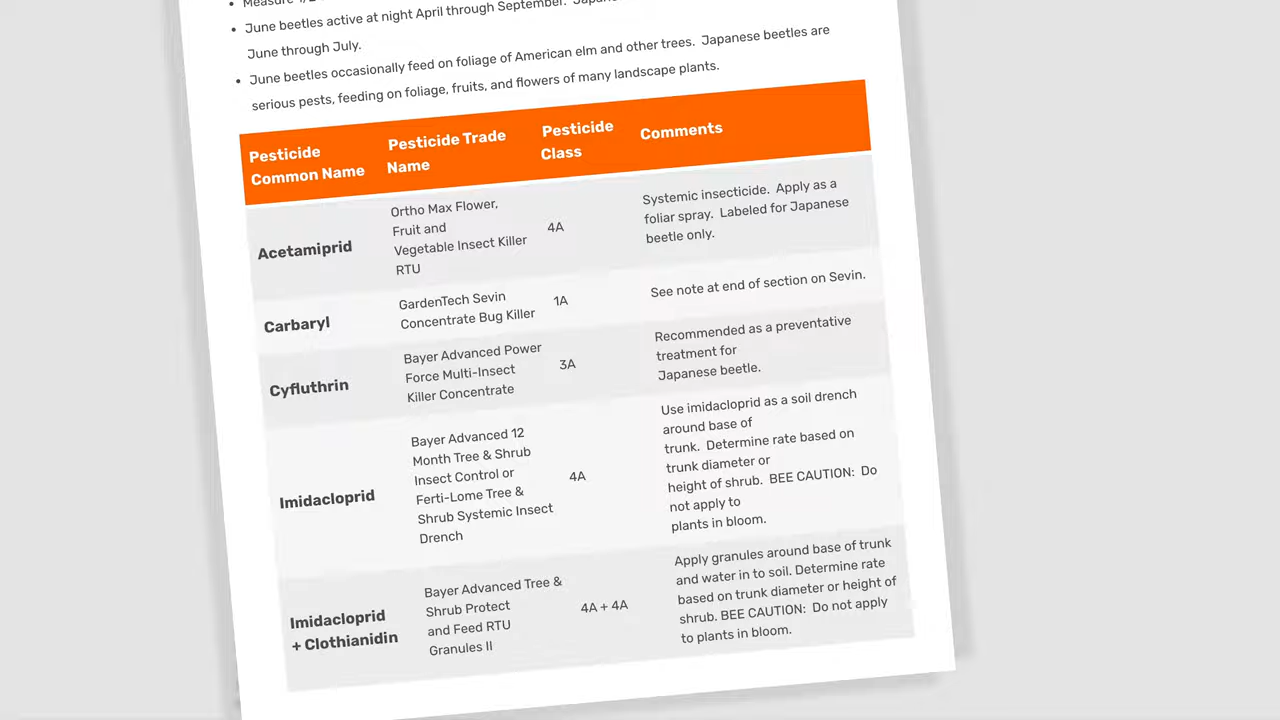 June beetles active at night April through September.
June through July.
June beetles occasionally feed on foliage of American elm and other trees. Japanese beetles are
serious pests, feeding on foliage, fruits, and flowers of many landscape plants.
Pesticide
Common Name
Pesticide Trade
Name
Pesticide
Class
Comments
Acetamiprid
Ortho Max Flower,
Fruit and
Vegetable Insect Killer
RTU
4A
Systemic insecticide. Apply as a
foliar spray. Labeled for Japanese
beetle only.
Carbaryl
GardenTech Sevin
Concentrate Bug Killer
1A
See note at end of section on Sevin.
Cyfluthrin
Bayer Advanced Power
Force Multi-Insect
Killer Concentrate
3A
Recommended as a preventative
treatment for
Japanese beetle.
Imidacloprid
Bayer Advanced 12
Month Tree & Shrub
Insect Control or
Ferti-Lome Tree &
Shrub Systemic Insect
Drench
4A
Use imidacloprid as a soil drench
around base of
trunk. Determine rate based on
trunk diameter or
height of shrub. BEE CAUTION: Do
not apply to
plants in bloom.
Imidacloprid
+ Clothianidin
Bayer Advanced Tree &
Shrub Protect
and Feed RTU
Granules II
4A + 4A
Apply granules around base of trunk
and water in to soil. Determine rate
based on trunk diameter or height of
shrub. BEE CAUTION: Do not apply
to plants in bloom.